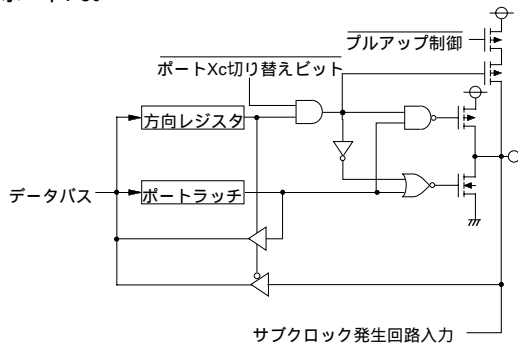 プルアップ制御
ポートXc切り替えビット
方向レジスタ
データバス
ポートラッチ
サブクロック発生回路入力